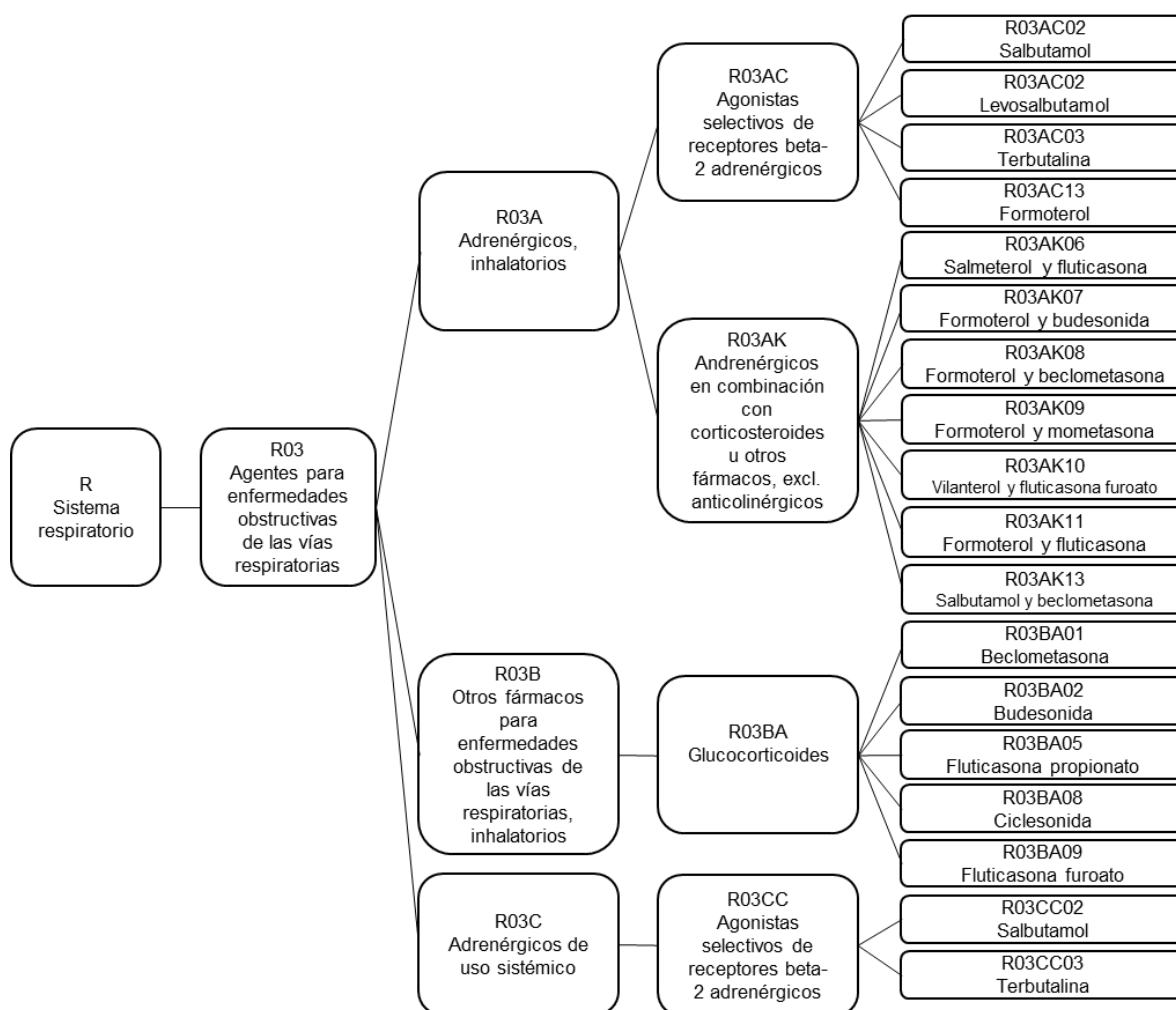 R
Sistema
respiratorio
R03
Agentes para
enfermedades
obstructivas
de las vías
respiratorias
R03A
Adrenérgicos,
inhalatorios
R03AC
Agonistas
selectivos de
receptores beta-
2 adrenérgicos
R03AC02
Salbutamol
R03AC02
Levosalbutamol
R03AC03
Terbutalina
R03AC13
Formoterol
R03AK
Andrenérgicos
en combinación
con
corticosteroides
u otros
fármacos, excl.
anticolinérgicos
R03AK06
Salmeterol y fluticasona
R03AK07
Formoterol y budesonida
R03AK08
Formoterol y beclometasona
R03AK09
Formoterol y mometasona
R03AK10
Vilanterol y fluticasona furoato
R03AK11
Formoterol y fluticasona
R03AK13
Salbutamol y beclometasona
R03B
Otros fármacos
para
enfermedades
obstructivas de
las vías
respiratorias,
inhalatorios
R03BA
Glucocorticoides
R03BA01
Beclometasona
R03BA02
Budesonida
R03BA05
Fluticasona propionato
R03BA08
Ciclesonida
R03BA09
Fluticasona furoato
R03C
Adrenérgicos de
uso sistémico
R03CC
Agonistas
selectivos de
receptores beta-
2 adrenérgicos
R03CC02
Salbutamol
R03CC03
Terbutalina